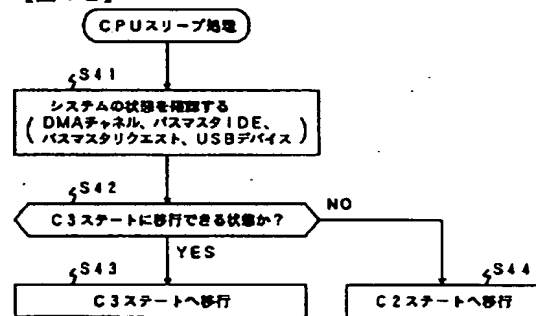 CPUスリープ処理
S41
システムの状態を確認する
(DMAチャネル、バスマスタIDE、
バスマスタリクエスト、USBデバイス)
S42
C3ステートに移行できる状態か?
NO
YES
S43
S44
C3ステートへ移行
C2ステートへ移行